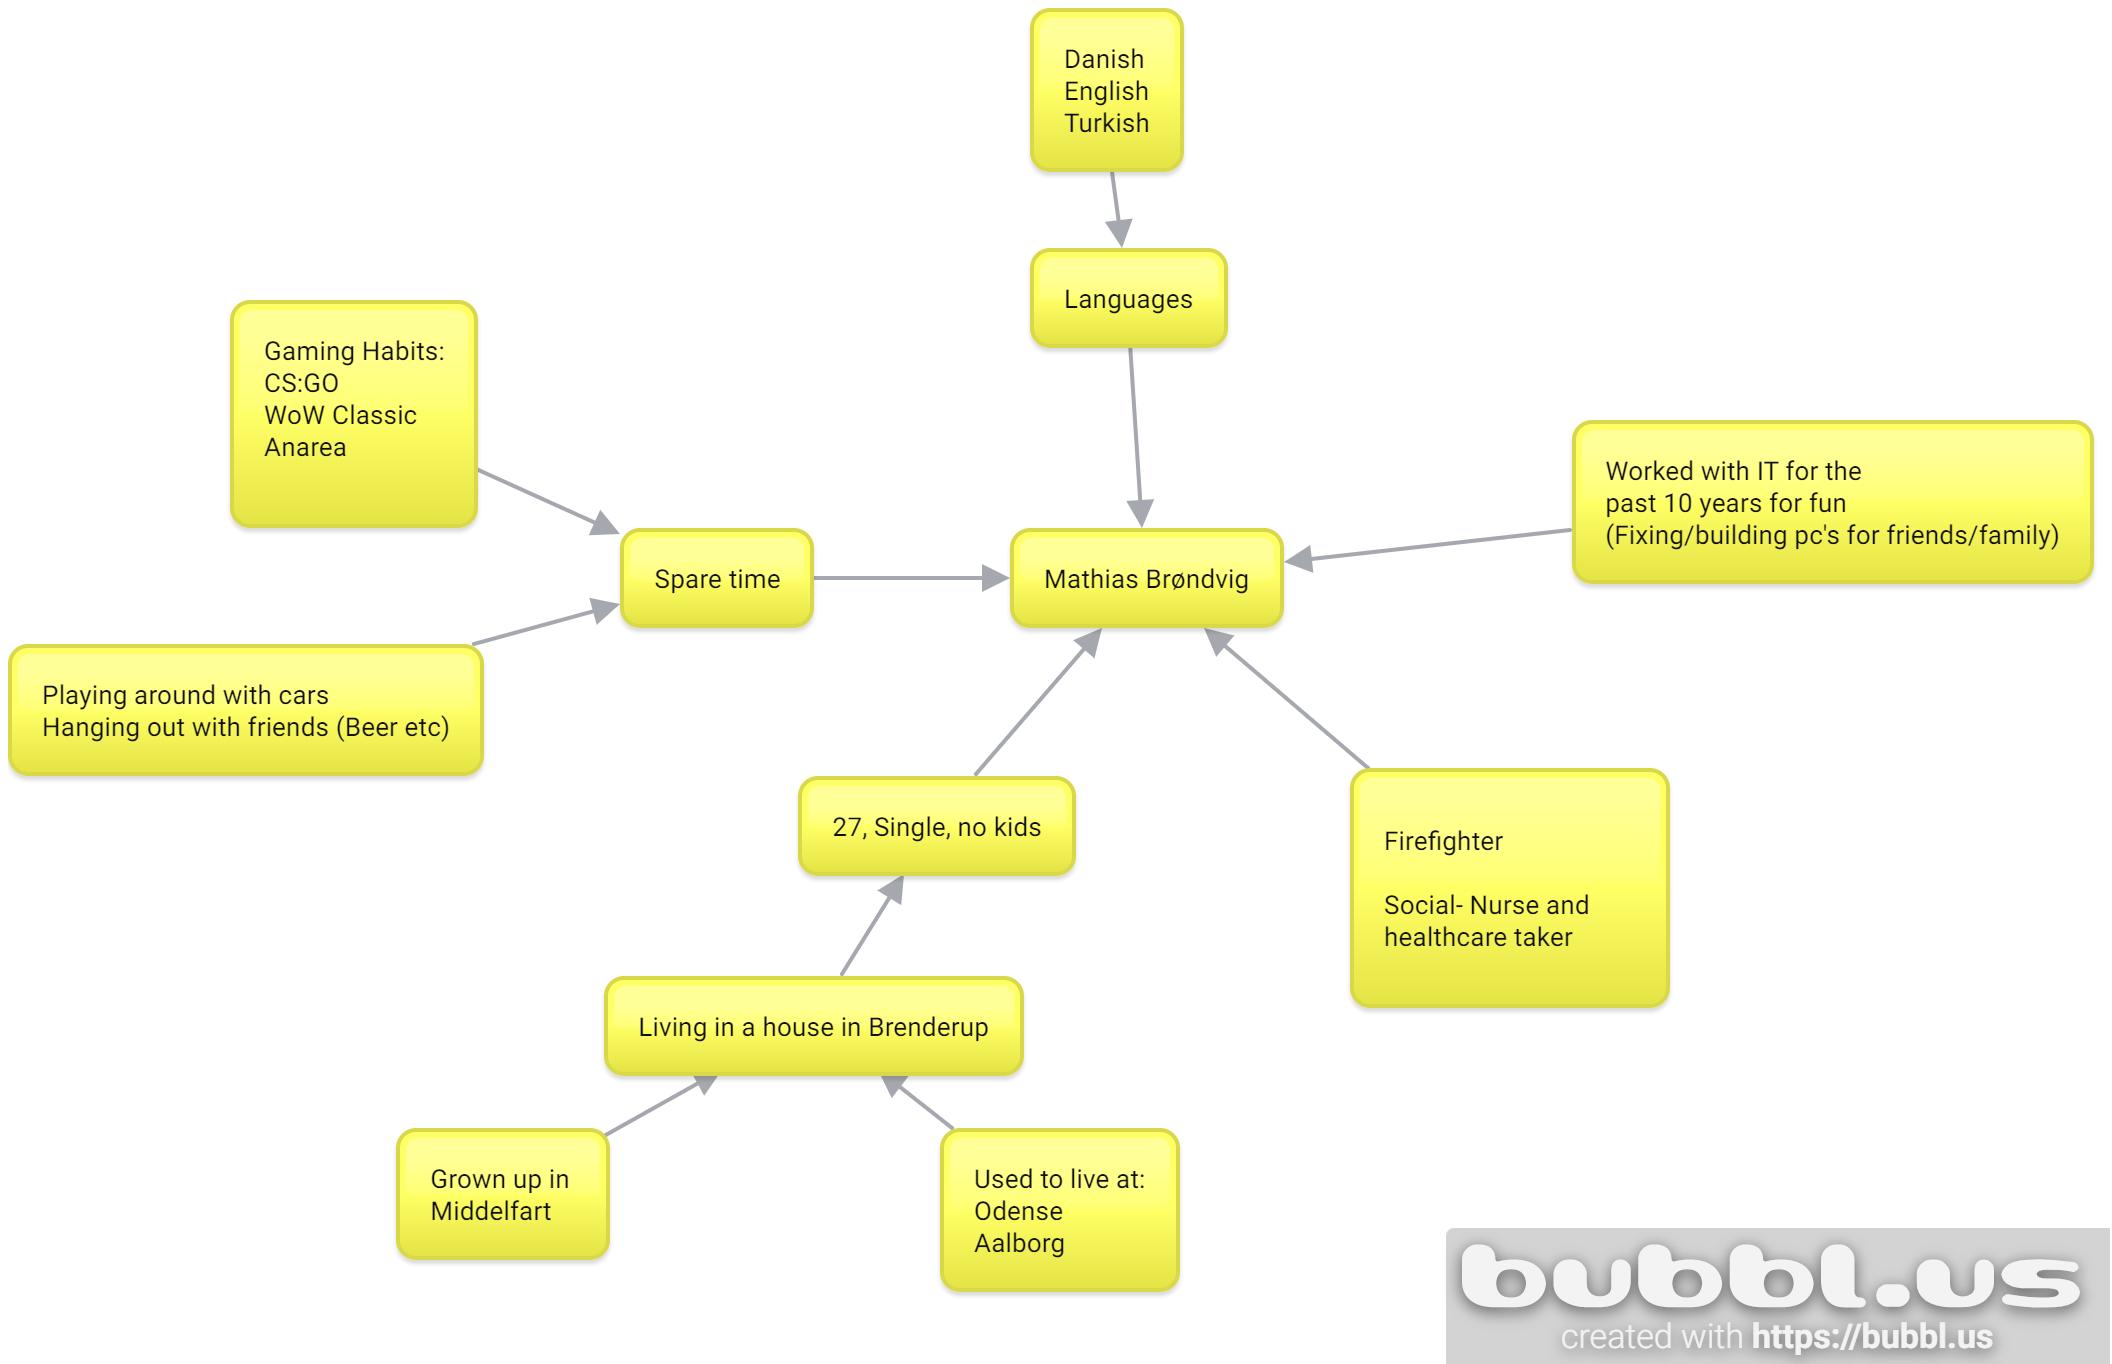 Danish
English
Turkish
Languages
Gaming Habits:
CS:GO
WoW Classic
Anarea
Worked with IT for the
past 10 years for fun
(Fixing/building pc's for friends/family)
Spare time
Mathias Brøndvig
Playing around with cars
Hanging out with friends (Beer etc)
27, Single, no kids
Firefighter
Social- Nurse and
healthcare taker
Living in a house in Brenderup
Grown up in
Middelfart
Used to live at:
Odense
Aalborg
bubbl.us
created with https://bubbl.us